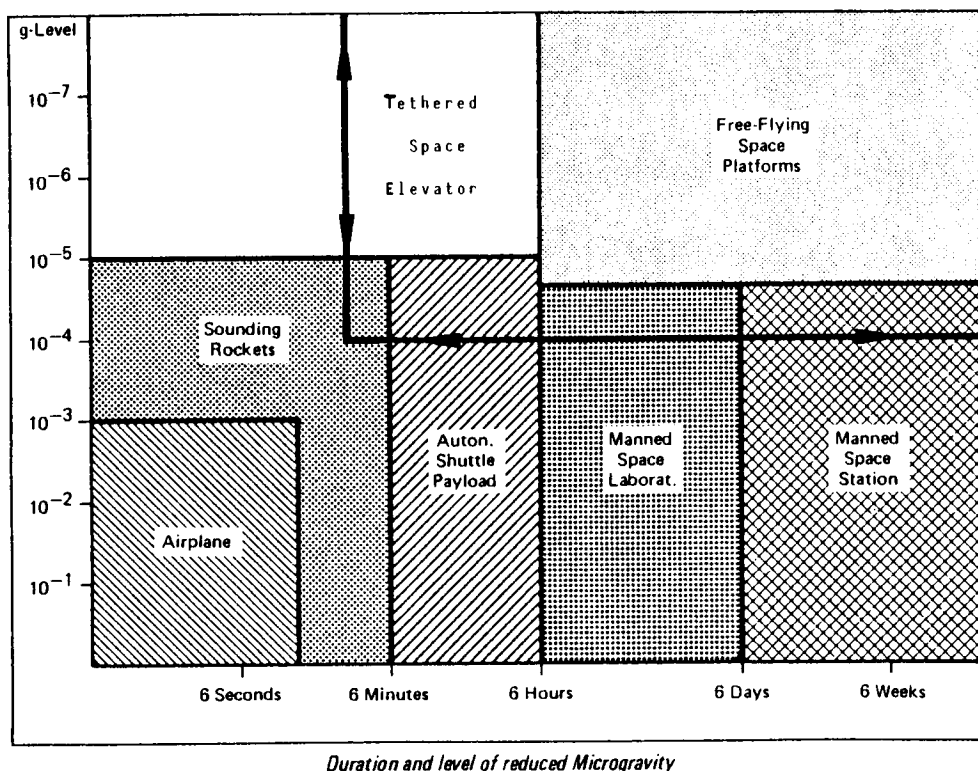 g-Level
10⁻⁷
10⁻⁶
10⁻⁵
10⁻⁴
10⁻³
10⁻²
10⁻¹
Tethered
Space
Elevator
Free-Flying
Space
Platforms
Sounding
Rockets
Airplane
Auton.
Shuttle
Payload
Manned
Space
Laborat.
Manned
Space
Station
6 Seconds
6 Minutes
6 Hours
6 Days
6 Weeks
Duration and level of reduced Microgravity